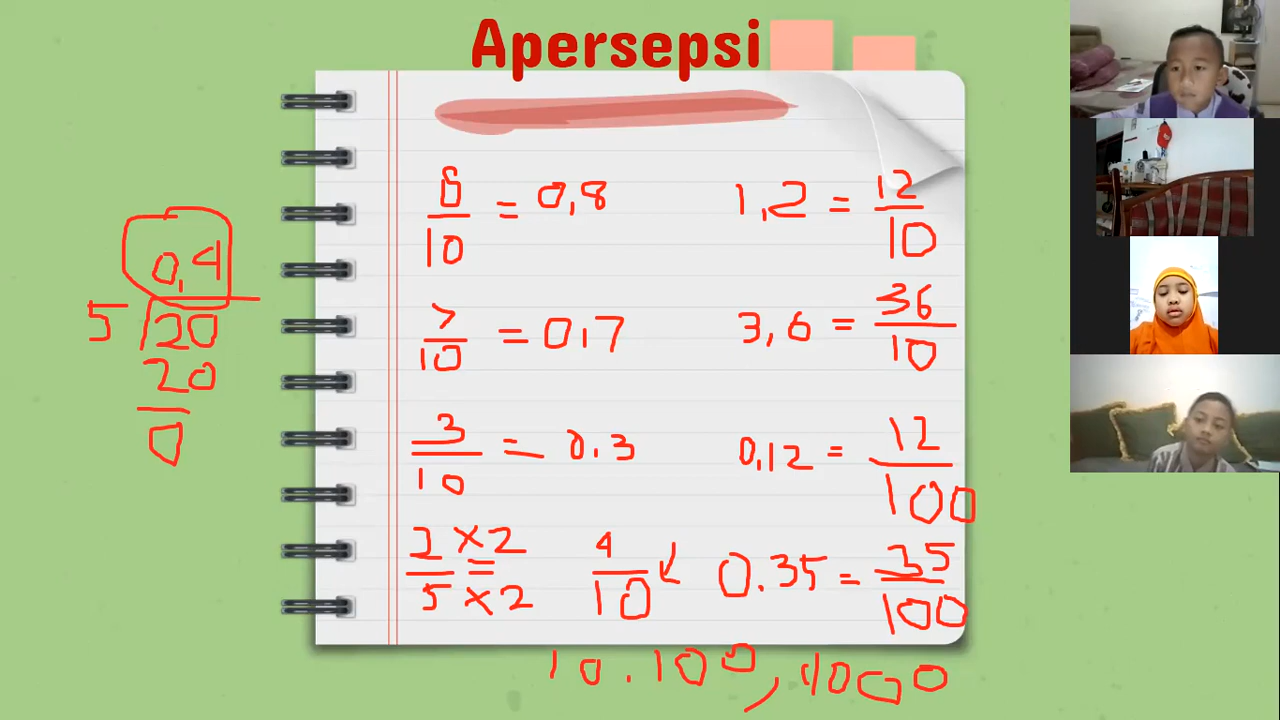 Apersepsi
8/10 = 0,8
1,2 = 12/10
7/10 = 0,7
3,6 = 36/10
3/10 = 0.3
0,12 = 12/100
2 × 2 / 5 × 2 =
4/10
0.35 = 35/100
10.100, 1000
0,4
5 20
20
0